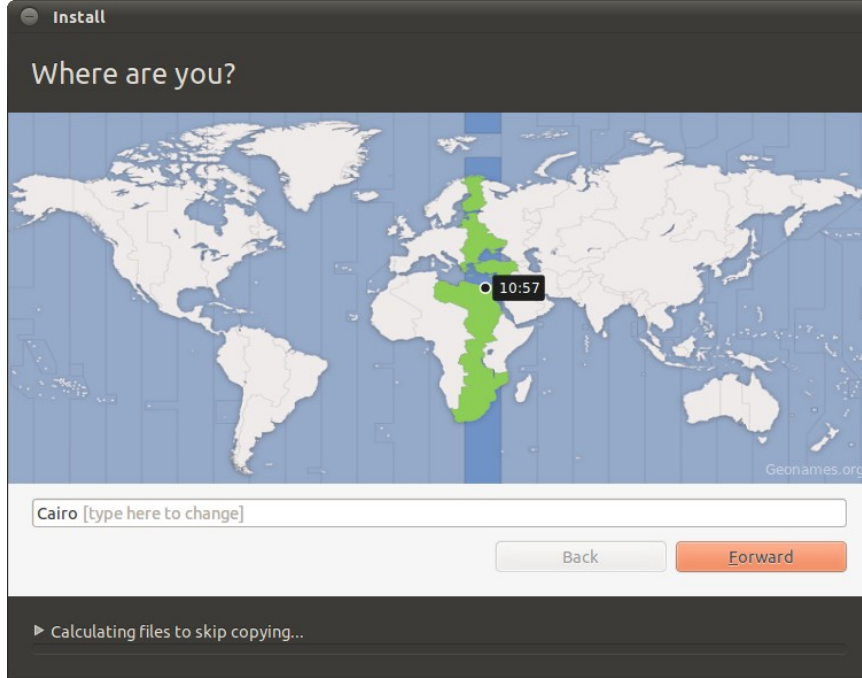 Install
Where are you?
10:57
Geonames.org
Cairo [type here to change]
Back Forward
Calculating files to skip copying...